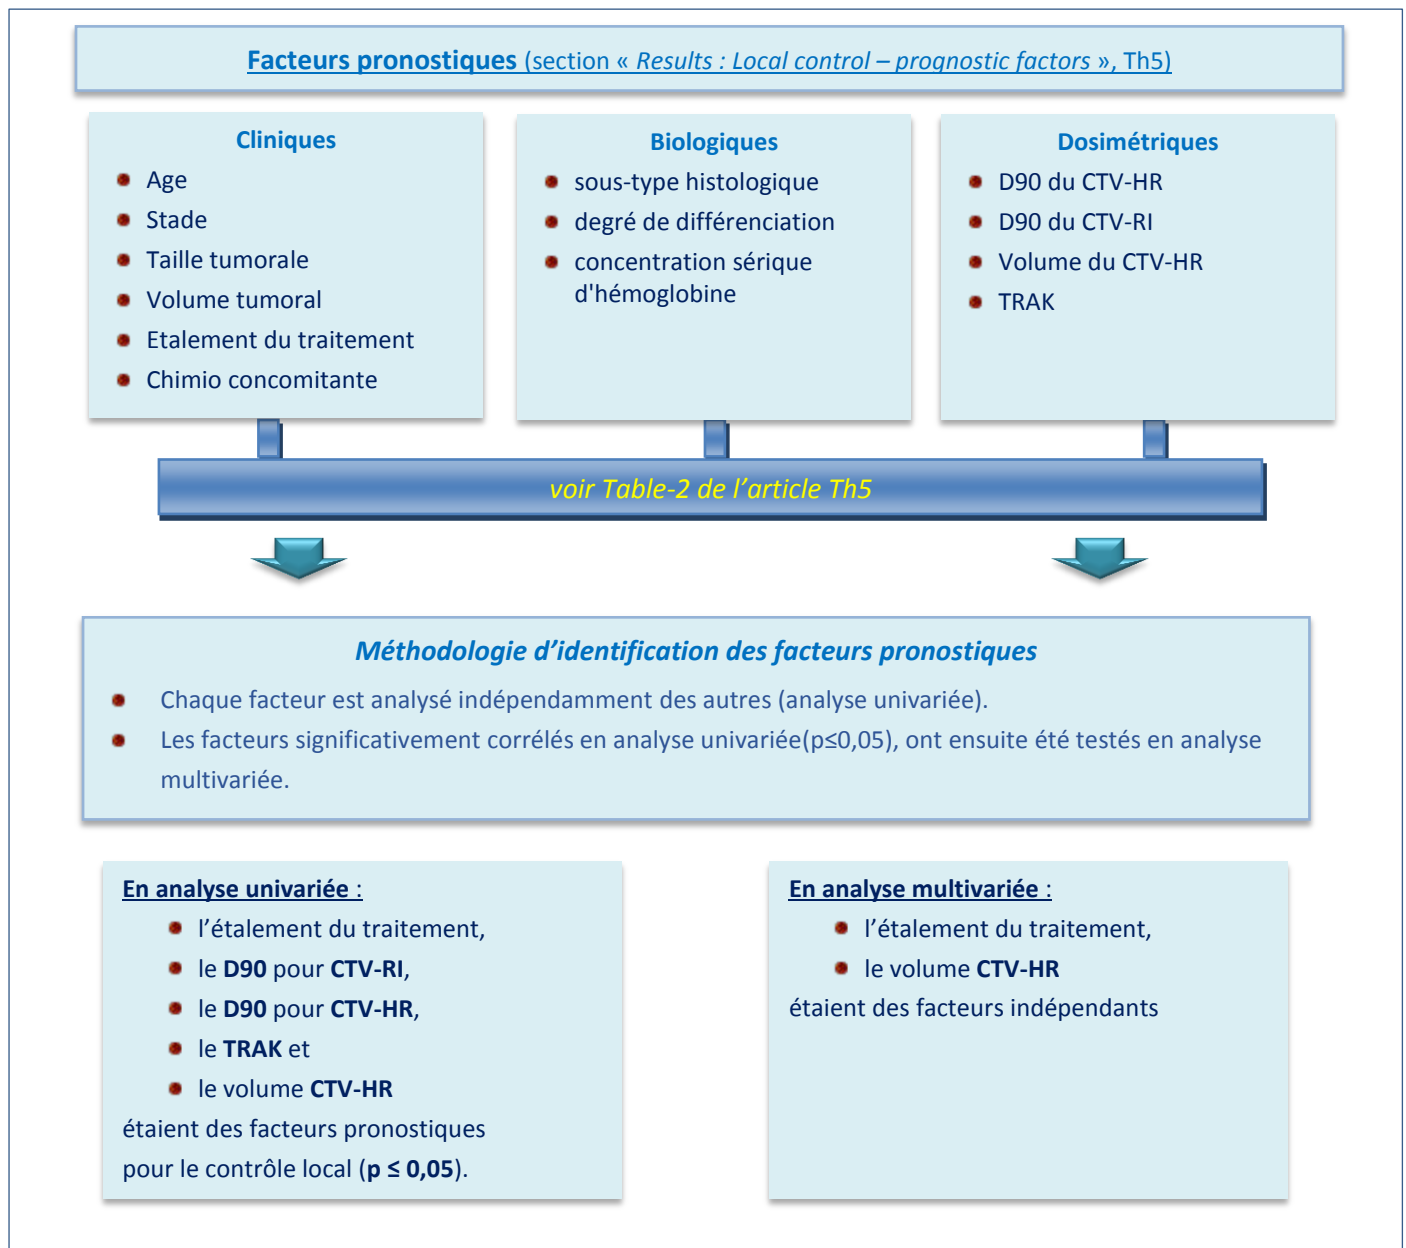 Facteurs pronostiques (section « Results : Local control – prognostic factors », Th5)
Cliniques
Age
Stade
Taille tumorale
Volume tumoral
Etalement du traitement
Chimio concomitante
Biologiques
sous-type histologique
degré de différenciation
concentration sérique
d'hémoglobine
Dosimétriques
D90 du CTV-HR
D90 du CTV-RI
Volume du CTV-HR
TRAK
voir Table-2 de l’article Th5
Méthodologie d’identification des facteurs pronostiques
Chaque facteur est analysé indépendamment des autres (analyse univariée).
Les facteurs significativement corrélés en analyse univariée(p≤0,05), ont ensuite été testés en analyse
multivariée.
En analyse univariée :
l’étalement du traitement,
le D90 pour CTV-RI,
le D90 pour CTV-HR,
le TRAK et
le volume CTV-HR
étaient des facteurs pronostiques
pour le contrôle local (p ≤ 0,05).
En analyse multivariée :
l’étalement du traitement,
le volume CTV-HR
étaient des facteurs indépendants